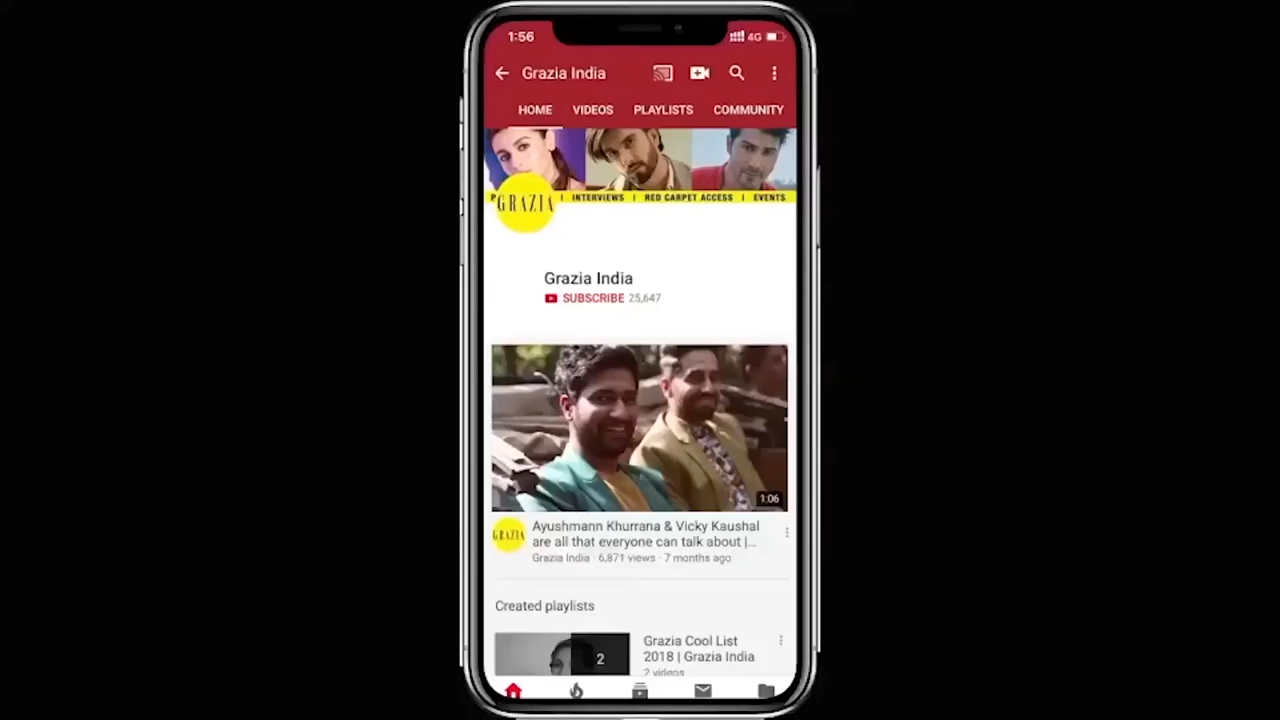 1:56
4G
Grazia India
HOME VIDEOS PLAYLISTS COMMUNITY
GRAZIA
| INTERVIEWS | RED CARPET ACCESS | EVENTS
Grazia India
SUBSCRIBE 25,647
1:06
GRAZIA
Ayushmann Khurrana & Vicky Kaushal
are all that everyone can talk about |...
Grazia India · 6,871 views · 7 months ago
Created playlists
2
Grazia Cool List
2018 | Grazia India
2 videos